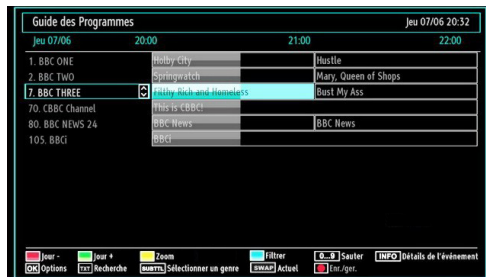 Guide des Programmes Jeu 07/06 20:32
Jeu 07/06 20:00 21:00 22:00
1. BBC ONE Holby City Hustle
2. BBC TWO Springwatch Mary, Queen of Shops
7. BBC THREE Filthy Rich and Homeless Bust My Ass
70. CBBC Channel This is CBBC!
80. BBC NEWS 24 BBC News BBC News
105. BBCi BBCi
Jour - Jour + Zoom Filtrer 0...9 Sauter INFO Détails de l'événement
OK Options TXT Recherche SUBTTL Sélectionner un genre SWAP Actuel Enr./ger.